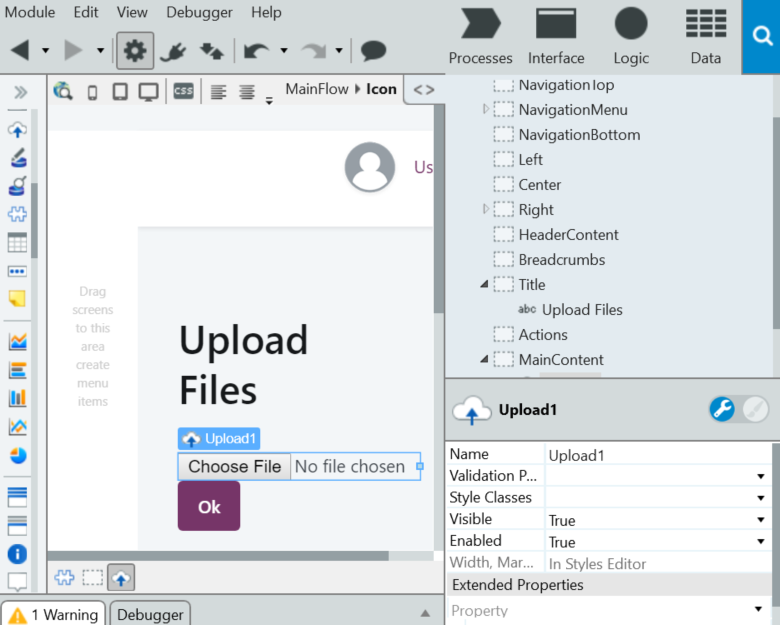 Module Edit View Debugger Help
Processes Interface Logic Data
CSS MainFlow Icon <>
Us
Drag
screens
to this
area
create
menu
items
Upload
Files
Upload1
Choose File No file chosen
Ok
1 Warning Debugger
NavigationTop
NavigationMenu
NavigationBottom
Left
Center
Right
HeaderContent
Breadcrumbs
Title
abc Upload Files
Actions
MainContent
Upload1
Name Upload1
Validation P...
Style Classes
Visible True
Enabled True
Width, Mar... In Styles Editor
Extended Properties
Property